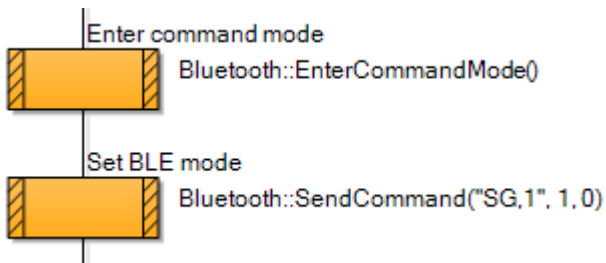 Enter command mode
Bluetooth::EnterCommandMode()
Set BLE mode
Bluetooth::SendCommand("SG,1", 1, 0)